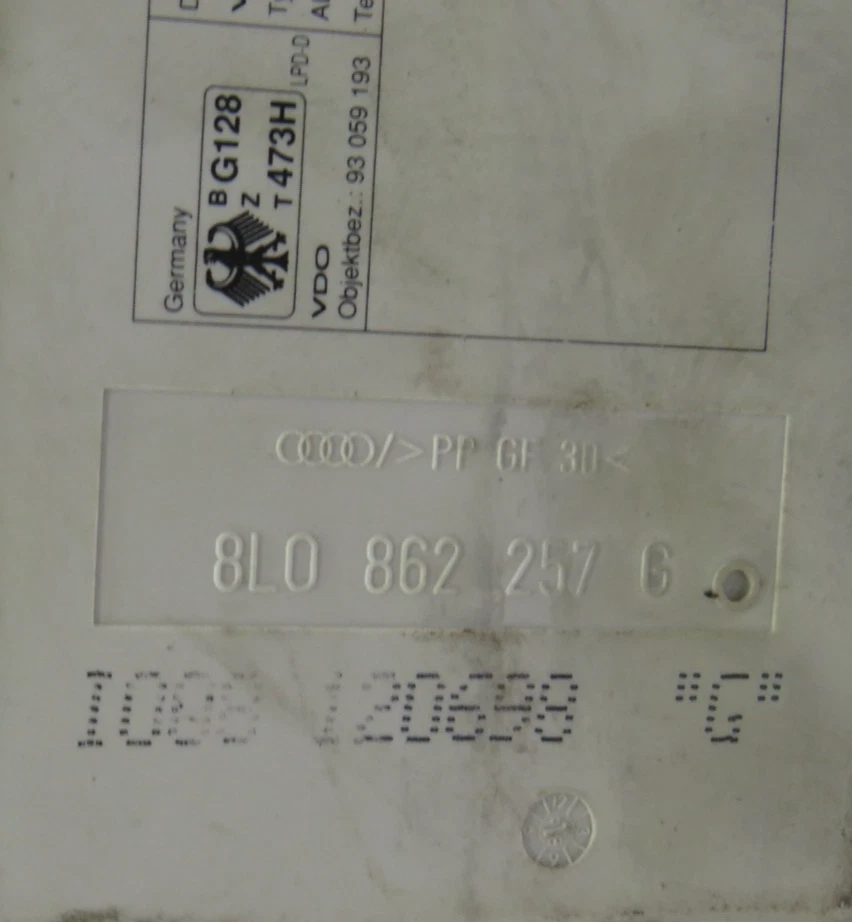 Germany
B G128
Z
T 473H
LPD-D
VDO
Objektbez.: 93 059 193
/>PP GF 30<
8L0 862 257 G
"G"